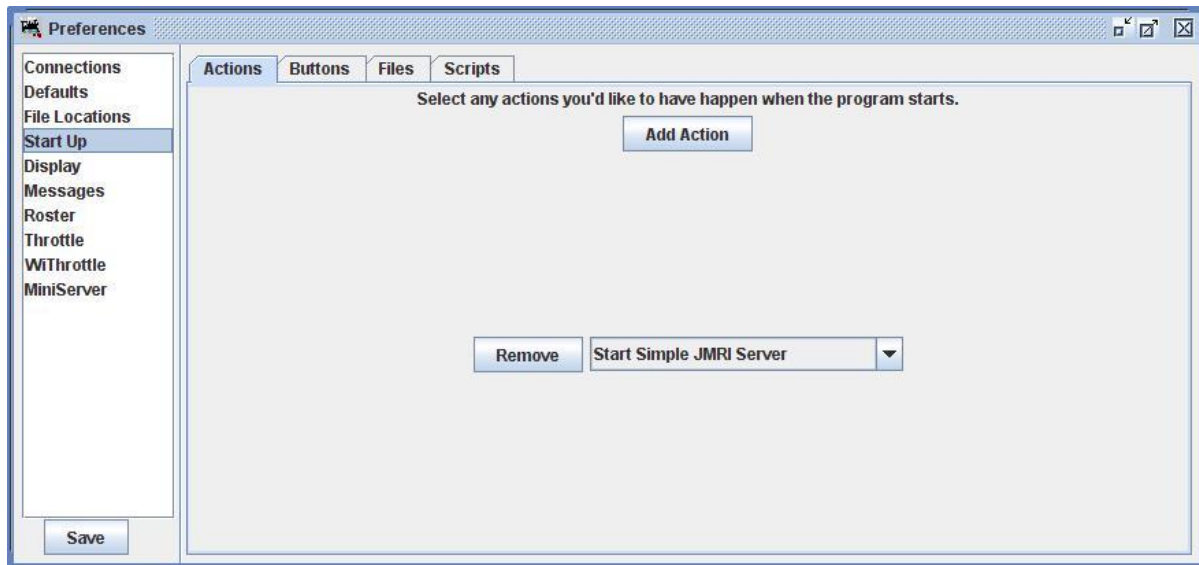 Preferences
Connections
Defaults
File Locations
Start Up
Display
Messages
Roster
Throttle
WiThrottle
MiniServer
Save
Actions Buttons Files Scripts
Select any actions you'd like to have happen when the program starts.
Add Action
Remove Start Simple JMRI Server